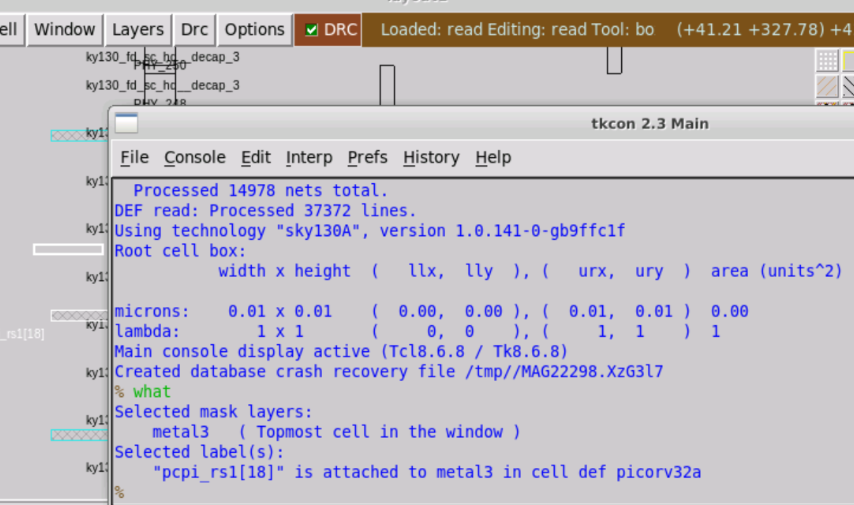 ell Window Layers Drc Options DRC Loaded: read Editing: read Tool: bo (+41.21 +327.78) +4
ky130_fd_sc_hd__decap_3
PHY_250
ky130_fd_sc_hd__decap_3
PHY_248
tkcon 2.3 Main
File Console Edit Interp Prefs History Help
Processed 14978 nets total.
DEF read: Processed 37372 lines.
Using technology "sky130A", version 1.0.141-0-gb9ffc1f
Root cell box:
width x height ( llx, lly ), ( urx, ury ) area (units^2)
microns: 0.01 x 0.01 ( 0.00, 0.00 ), ( 0.01, 0.01 ) 0.00
lambda: 1 x 1 ( 0, 0 ), ( 1, 1 ) 1
Main console display active (Tcl8.6.8 / Tk8.6.8)
Created database crash recovery file /tmp//MAG22298.XzG3l7
% what
Selected mask layers:
metal3 ( Topmost cell in the window )
Selected label(s):
"pcpi_rs1[18]" is attached to metal3 in cell def picorv32a
%
ky1
ky13
ky13
ky13
ky13
_rs1[18]
ky13
ky13
ky13